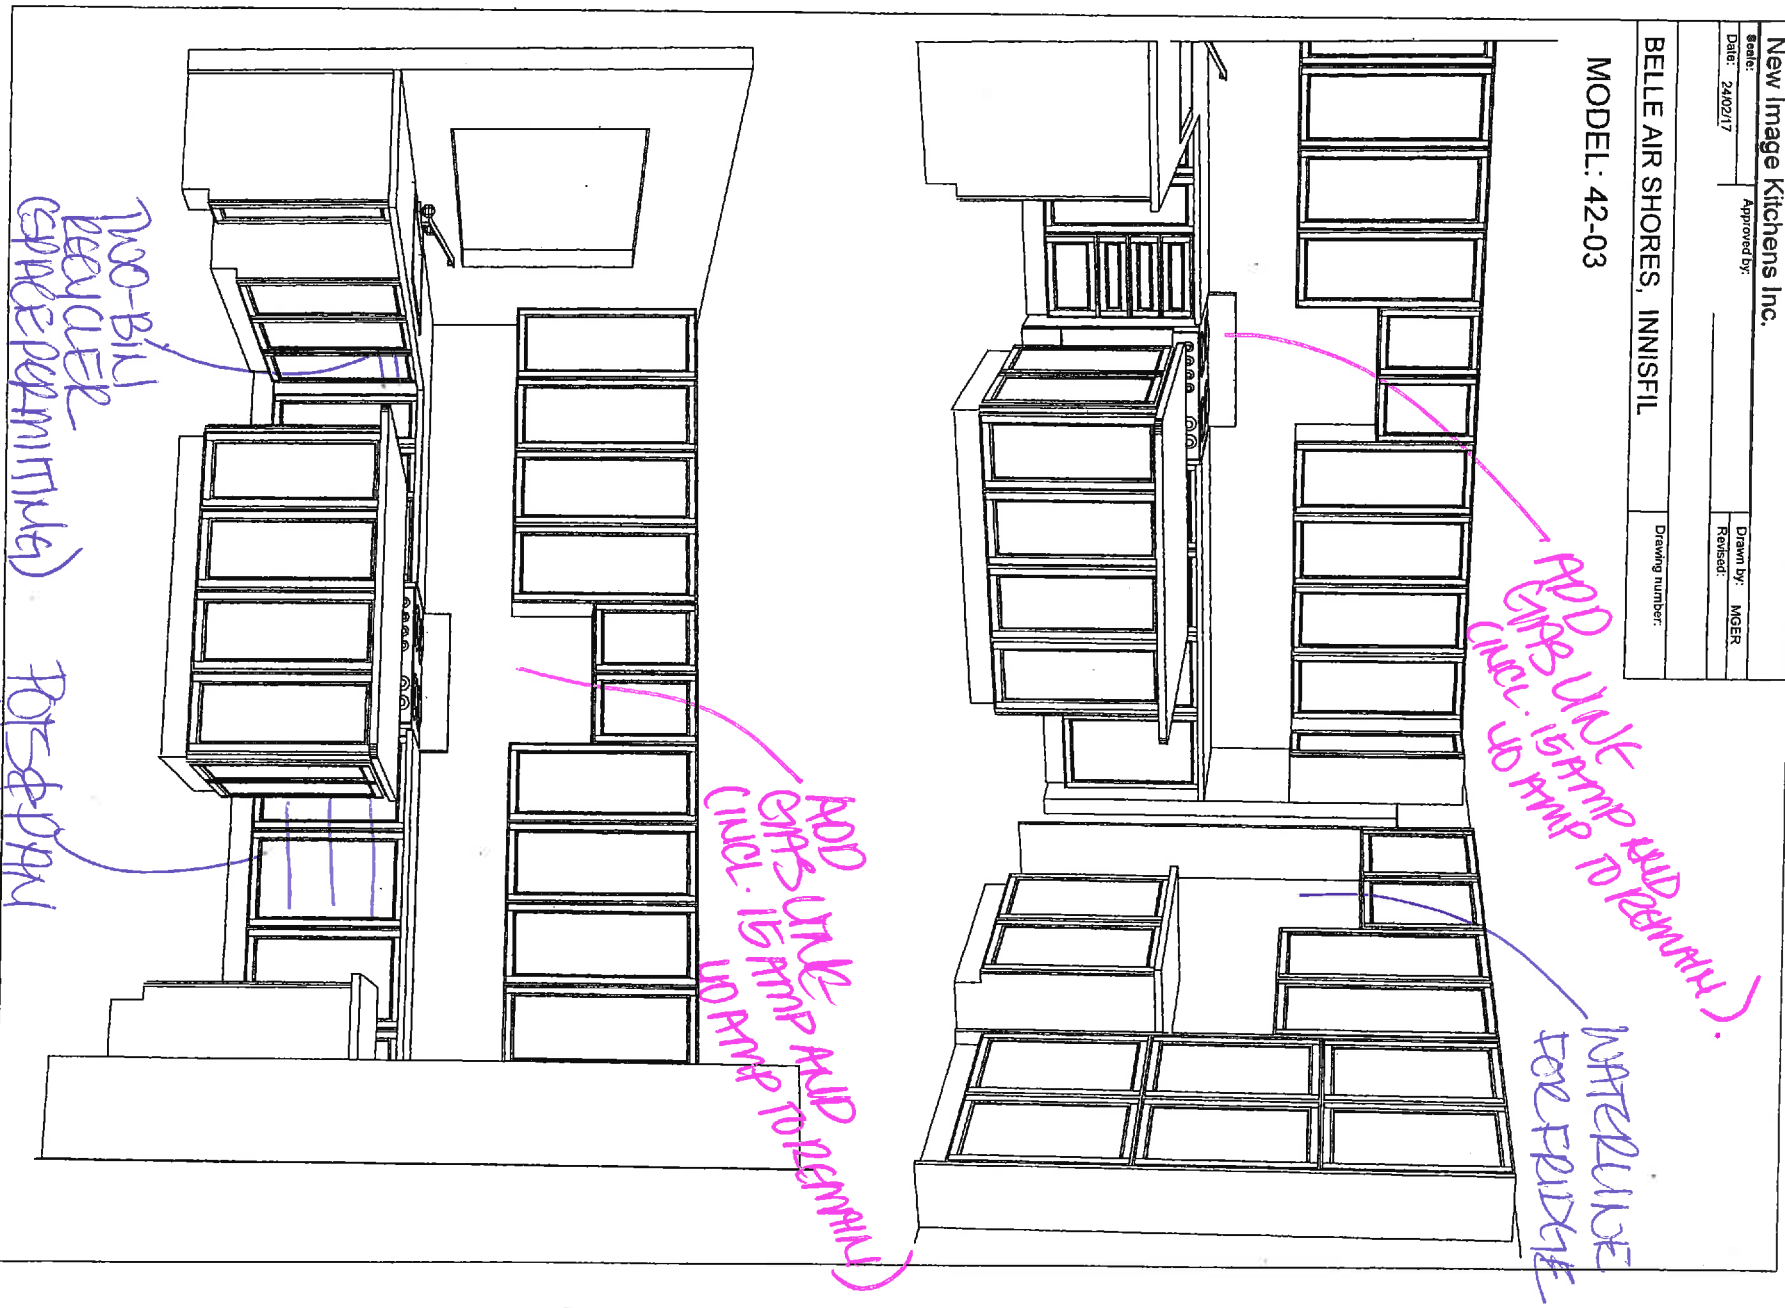 New Image Kitchens Inc.
Scale:
Approved by:
Drawn by: MGER
Date: 24/02/17
Revised:
BELLE AIR SHORES, INNISFIL
Drawing number:
MODEL: 42-03
ADD
GAS LINE
(INCL. 15 AMP AND
40 AMP TO REMAIN).
WATERLINE
FOR FRIDGE
ADD
GAS LINE
(INCL. 15 AMP AND
40 AMP TO REMAIN)
TWO-BIN
RECYCLER
(SPACE PERMITTING)
POTS & PAN